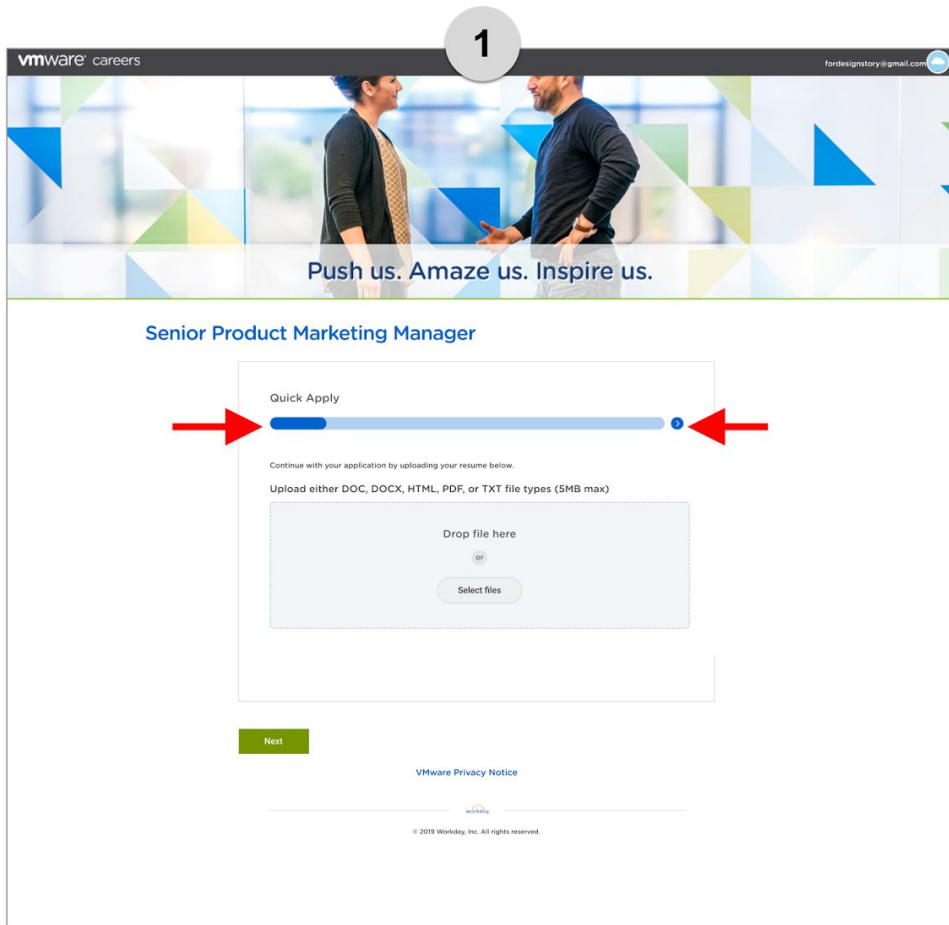 1
vmware® careers
fordesignstory@gmail.com
Push us. Amaze us. Inspire us.
Senior Product Marketing Manager
Quick Apply
Continue with your application by uploading your resume below.
Upload either DOC, DOCX, HTML, PDF, or TXT file types (5MB max)
Drop file here
or
Select files
Next
VMware Privacy Notice
workday
© 2019 Workday, Inc. All rights reserved.